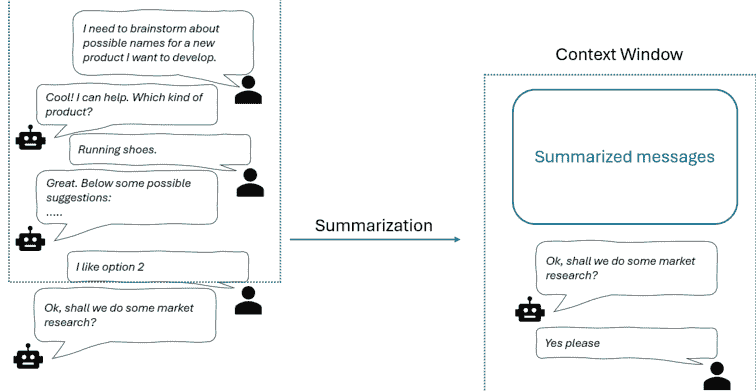 I need to brainstorm about
possible names for a new
product I want to develop.
Cool! I can help. Which kind of
product?
Running shoes.
Great. Below some possible
suggestions:
.....
I like option 2
Ok, shall we do some market
research?
Summarization
Context Window
Summarized messages
Ok, shall we do some market
research?
Yes please